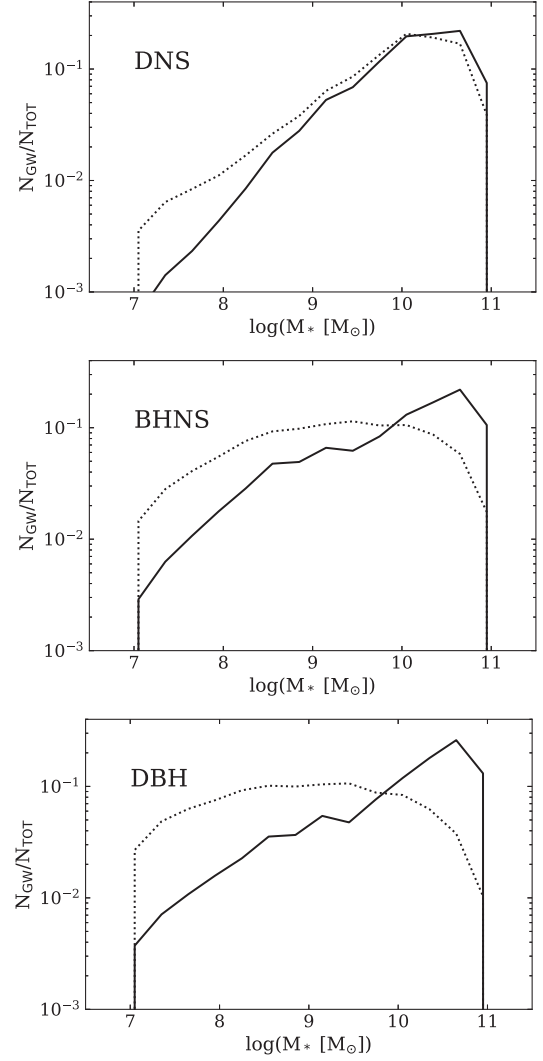 DNS
10⁻¹
10⁻²
10⁻³
N_GW/N_TOT
7 8 9 10 11
log(M_* [M_⊙])
BHNS
10⁻¹
10⁻²
10⁻³
N_GW/N_TOT
7 8 9 10 11
log(M_* [M_⊙])
DBH
10⁻¹
10⁻²
10⁻³
N_GW/N_TOT
7 8 9 10 11
log(M_* [M_⊙])